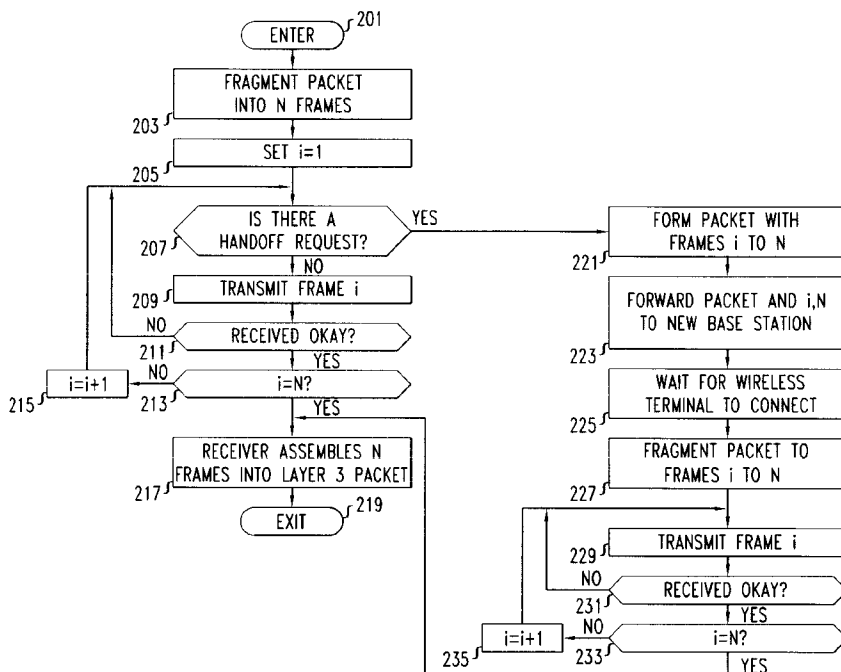 ENTER
201
FRAGMENT PACKET
INTO N FRAMES
203
SET i=1
205
IS THERE A
HANDOFF REQUEST?
207
YES
NO
TRANSMIT FRAME i
209
NO
RECEIVED OKAY?
211
YES
i=i+1
215
NO
i=N?
213
YES
RECEIVER ASSEMBLES N
FRAMES INTO LAYER 3 PACKET
217
EXIT
219
FORM PACKET WITH
FRAMES i TO N
221
FORWARD PACKET AND i,N
TO NEW BASE STATION
223
WAIT FOR WIRELESS
TERMINAL TO CONNECT
225
FRAGMENT PACKET TO
FRAMES i TO N
227
TRANSMIT FRAME i
229
NO
RECEIVED OKAY?
231
YES
i=i+1
235
NO
i=N?
233
YES